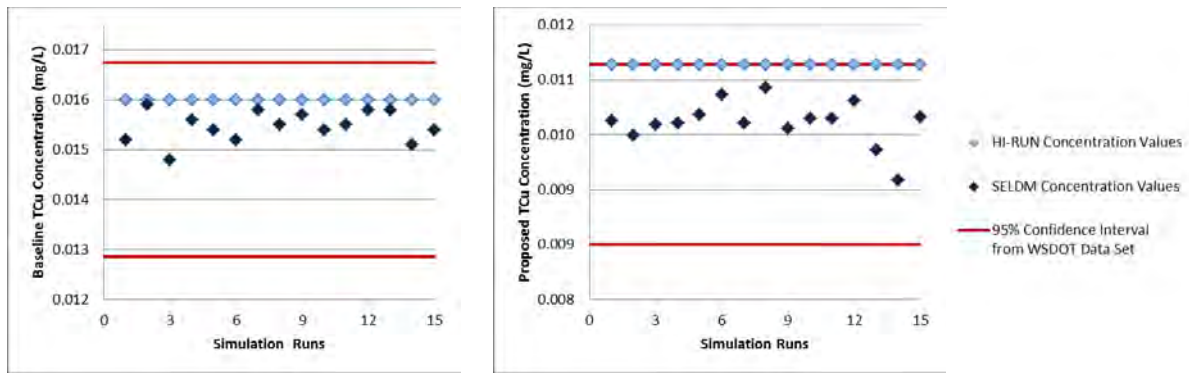 Baseline TCu Concentration (mg/L)
0.017
0.016
0.015
0.014
0.013
0.012
0 3 6 9 12 15
Simulation Runs
Proposed TCu Concentration (mg/L)
0.012
0.011
0.010
0.009
0.009
0.008
0 3 6 9 12 15
Simulation Runs
HI-RUN Concentration Values
SELDM Concentration Values
95% Confidence Interval
from WSDOT Data Set